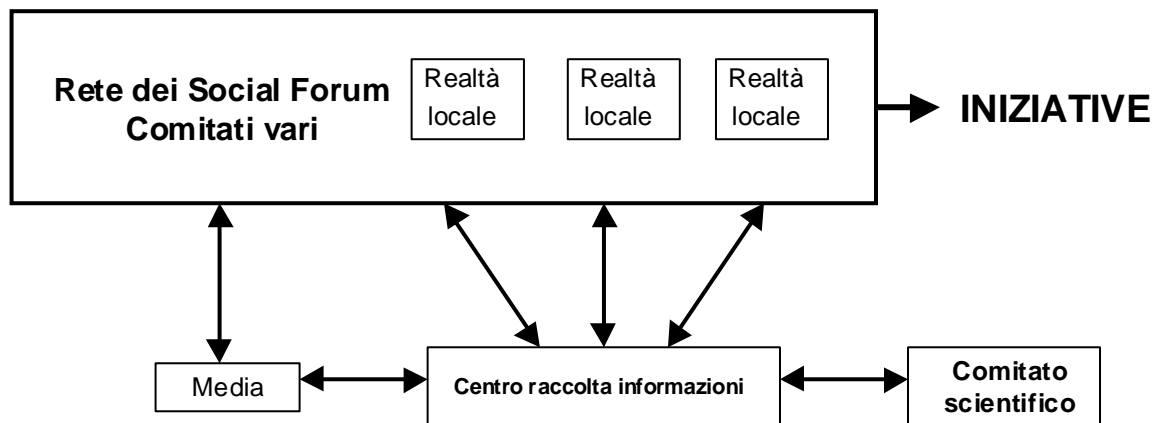 Rete dei Social Forum
Comitati vari
Realtà
locale
Realtà
locale
Realtà
locale
INIZIATIVE
Media
Centro raccolta informazioni
Comitato
scientifico